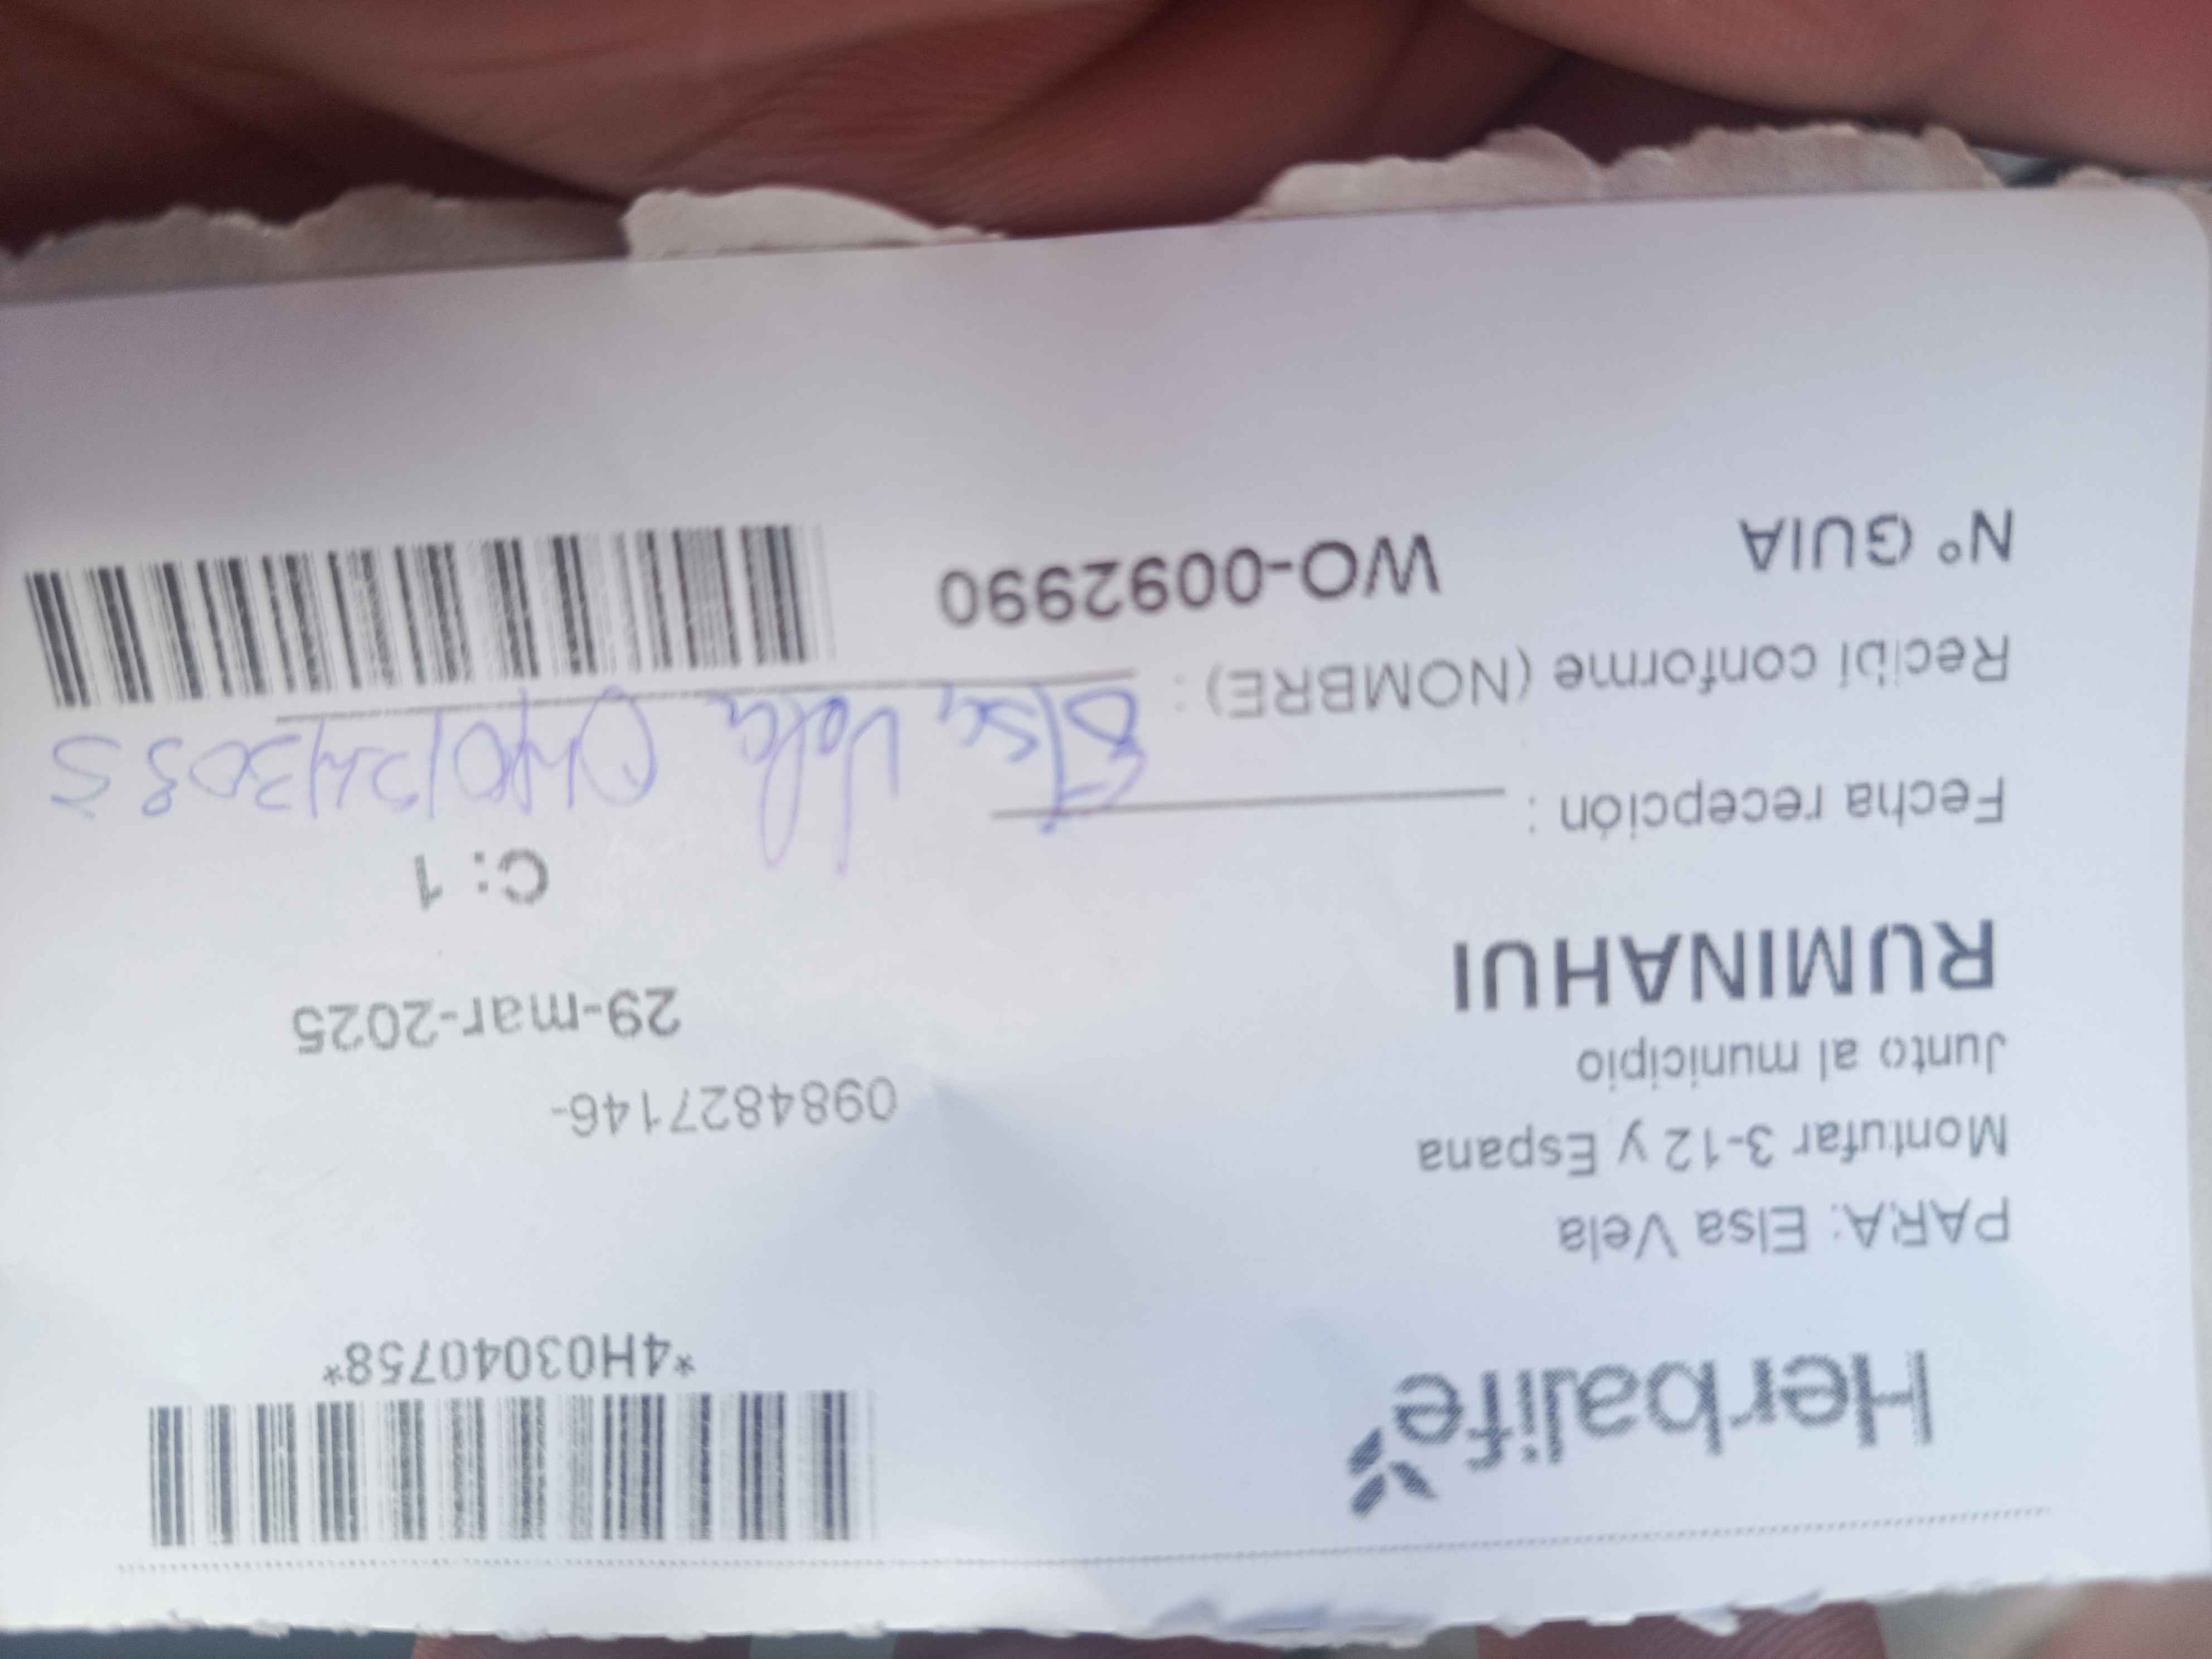 Herbalife
*4H03040758*
PARA: Elsa Vela
Montufar 3-12 y Espana
0984827146-
Junto al municipio
RUMINAHUI
29-mar-2025
C: 1
Fecha recepción :
Recibí conforme (NOMBRE) : Elsa Vela
Nº GUIA WO-0092990